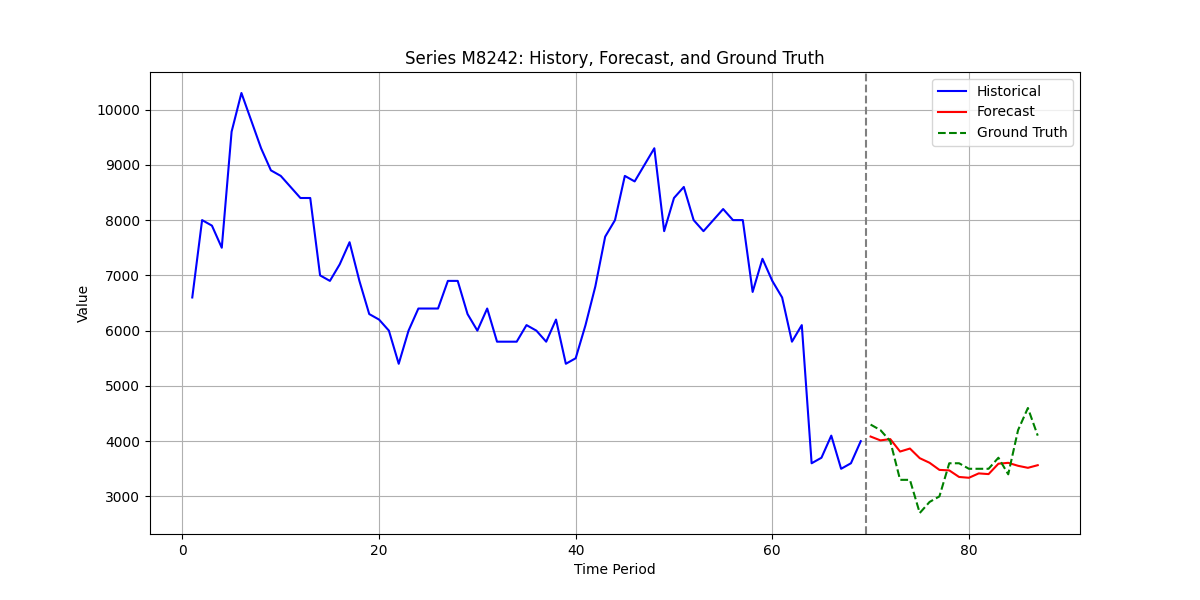 Series M8242: History, Forecast, and Ground Truth
Historical
Forecast
Ground Truth
Value
10000
9000
8000
7000
6000
5000
4000
3000
0
20
40
60
80
Time Period